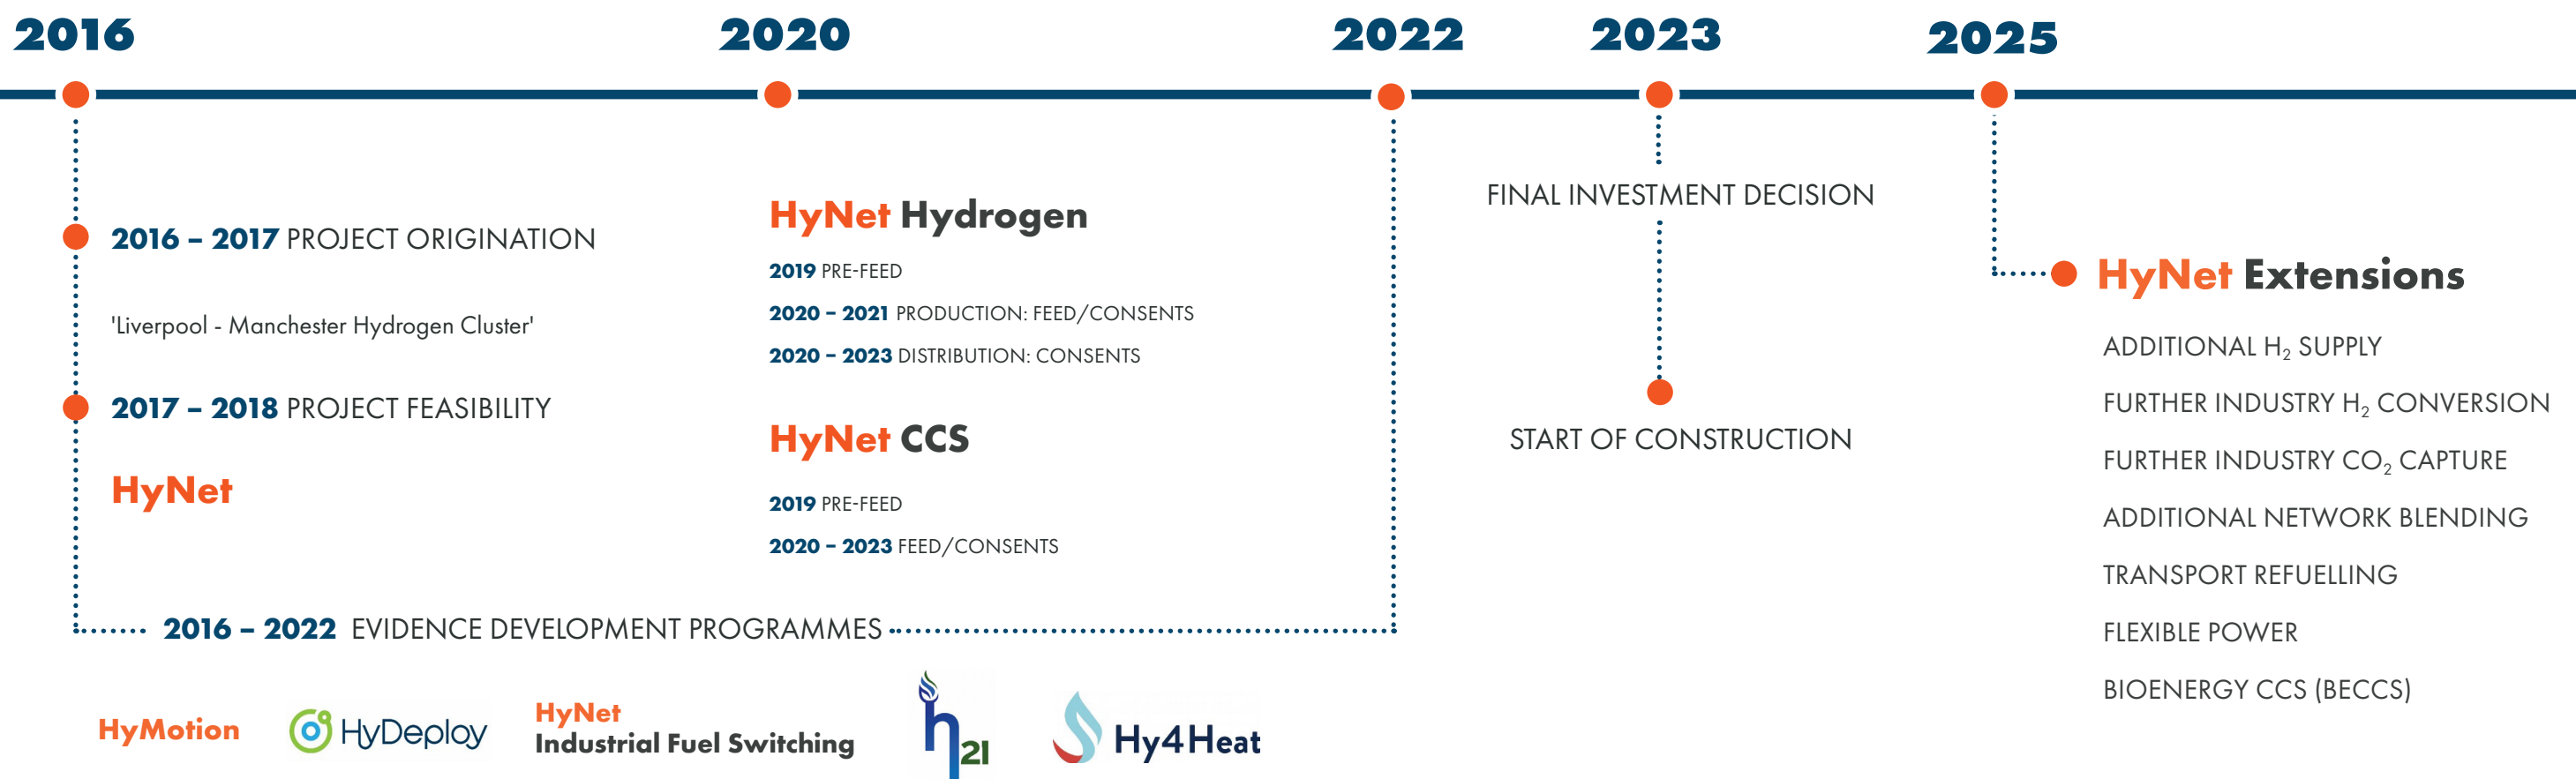 2016
2020
2022
2023
2025
2016 – 2017 PROJECT ORIGINATION
'Liverpool - Manchester Hydrogen Cluster'
2017 – 2018 PROJECT FEASIBILITY
HyNet
HyNet Hydrogen
2019 PRE-FEED
2020 – 2021 PRODUCTION: FEED/CONSENTS
2020 – 2023 DISTRIBUTION: CONSENTS
HyNet CCS
2019 PRE-FEED
2020 – 2023 FEED/CONSENTS
2016 – 2022 EVIDENCE DEVELOPMENT PROGRAMMES
HyMotion
HyDeploy
HyNet
Industrial Fuel Switching
h21
Hy4Heat
FINAL INVESTMENT DECISION
START OF CONSTRUCTION
HyNet Extensions
ADDITIONAL H₂ SUPPLY
FURTHER INDUSTRY H₂ CONVERSION
FURTHER INDUSTRY CO₂ CAPTURE
ADDITIONAL NETWORK BLENDING
TRANSPORT REFUELLING
FLEXIBLE POWER
BIOENERGY CCS (BECCS)